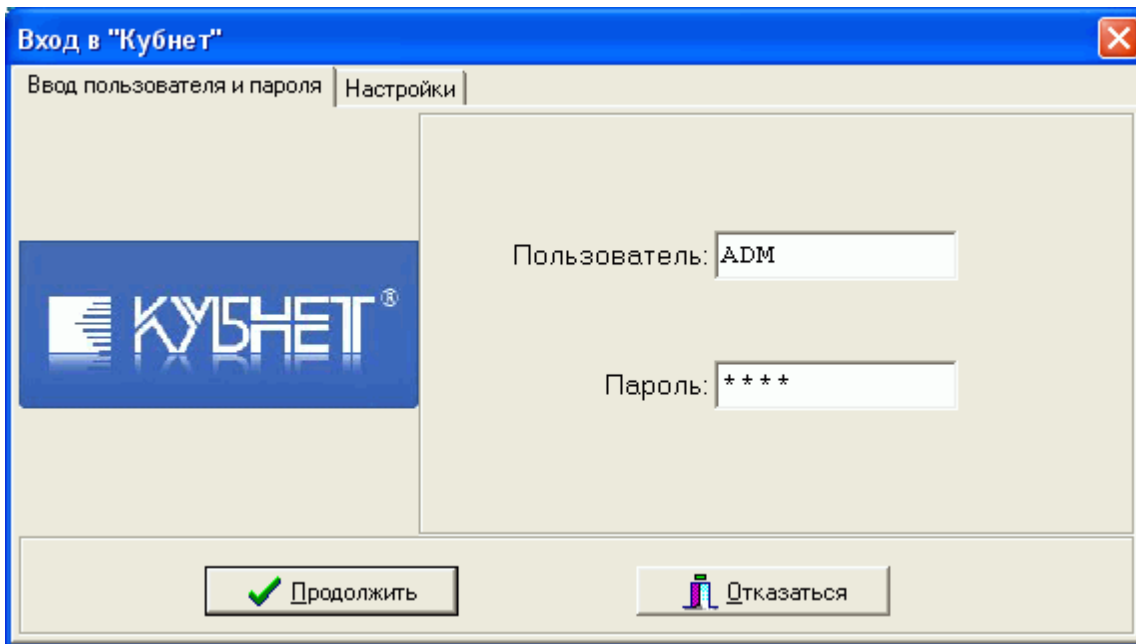 Вход в "Кубнет"
Ввод пользователя и пароля Настройки
КУБНЕТ®
Пользователь: ADM
Пароль: ****
Продолжить Отказаться